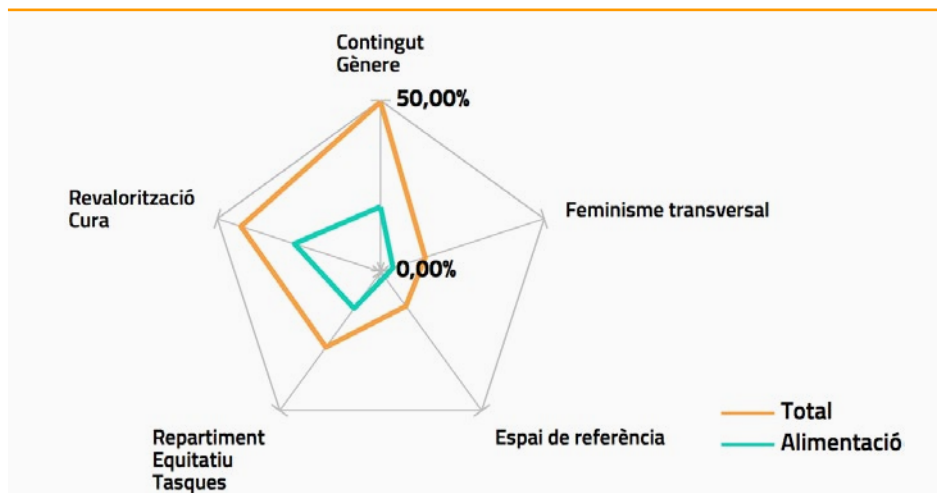 Contingut
Gènere
50,00%
Revalorització
Cura
Feminisme transversal
0,00%
Repartiment
Equitatiu
Tasques
Espai de referència
Total
Alimentació